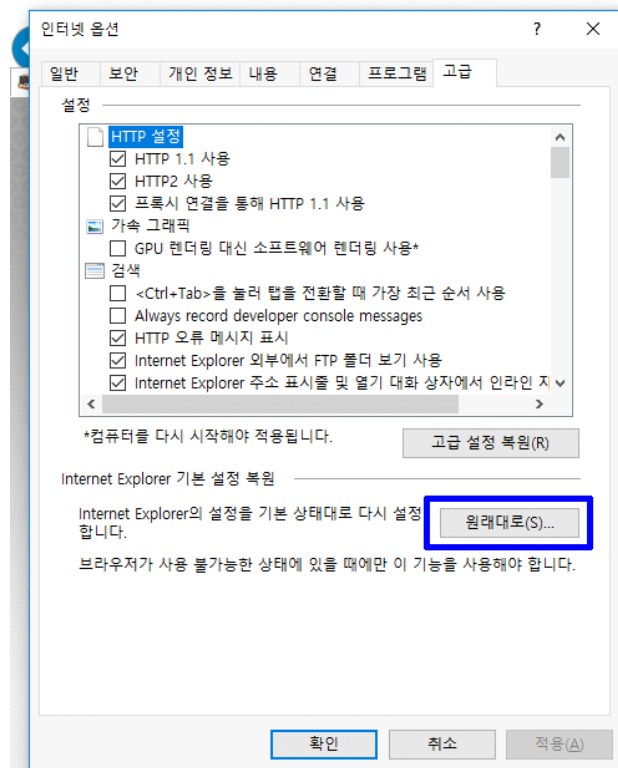 인터넷 옵션
일반 보안 개인 정보 내용 연결 프로그램 고급
설정
HTTP 설정
HTTP 1.1 사용
HTTP2 사용
프록시 연결을 통해 HTTP 1.1 사용
가속 그래픽
GPU 렌더링 대신 소프트웨어 렌더링 사용*
검색
<Ctrl+Tab>을 눌러 탭을 전환할 때 가장 최근 순서 사용
Always record developer console messages
HTTP 오류 메시지 표시
Internet Explorer 외부에서 FTP 폴더 보기 사용
Internet Explorer 주소 표시줄 및 열기 대화 상자에서 인라인
*컴퓨터를 다시 시작해야 적용됩니다.
고급 설정 복원(R)
Internet Explorer 기본 설정 복원
Internet Explorer의 설정을 기본 상태대로 다시 설정
합니다.
원래대로(S)...
브라우저가 사용 불가능한 상태에 있을 때에만 이 기능을 사용해야 합니다.
확인 취소 적용(A)